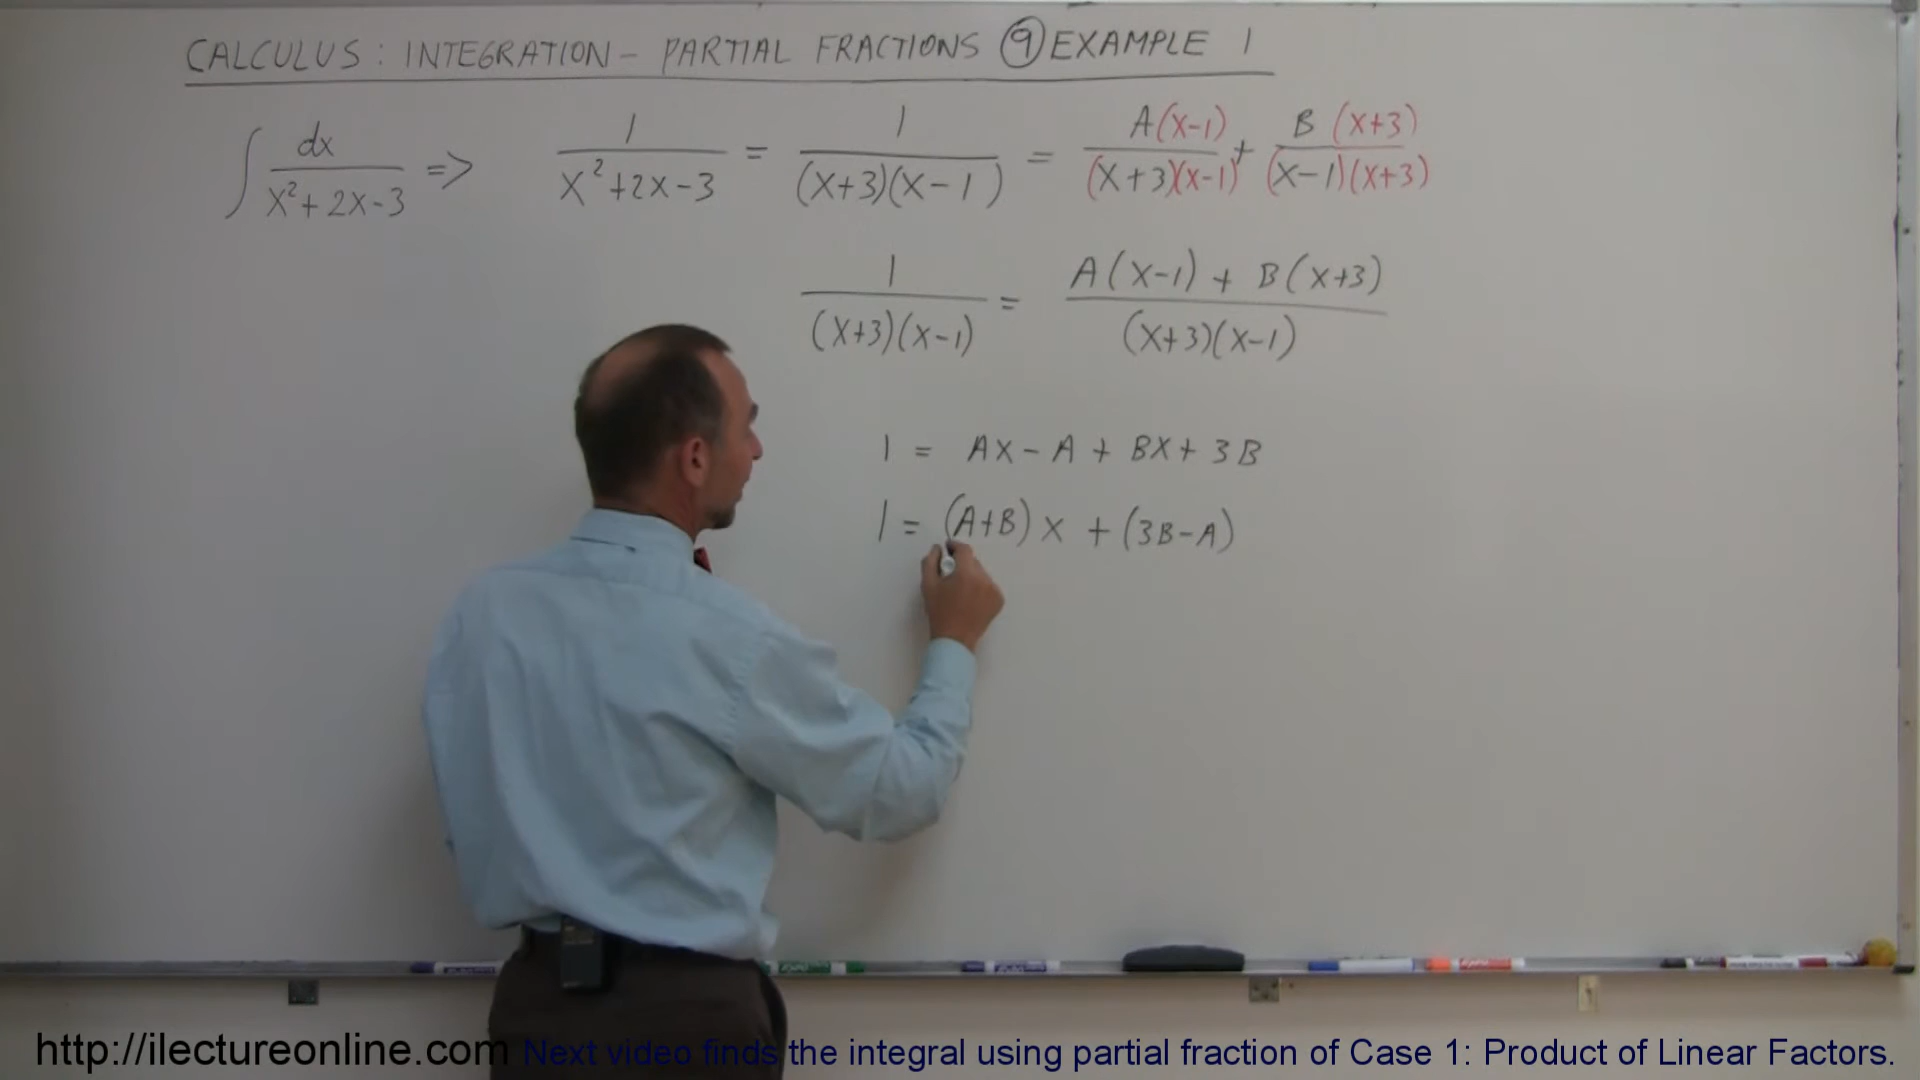 CALCULUS: INTEGRATION – PARTIAL FRACTIONS ⑨ EXAMPLE 1
∫ dx/(x²+2x-3) => 1/(x²+2x-3) = 1/((x+3)(x-1)) = A(x-1)/((x+3)(x-1)) + B(x+3)/((x-1)(x+3))
1/((x+3)(x-1)) = (A(x-1) + B(x+3))/((x+3)(x-1))
1 = Ax - A + Bx + 3B
1 = (A+B)x + (3B-A)
http://ilectureonline.com Next video finds the integral using partial fraction of Case 1: Product of Linear Factors.